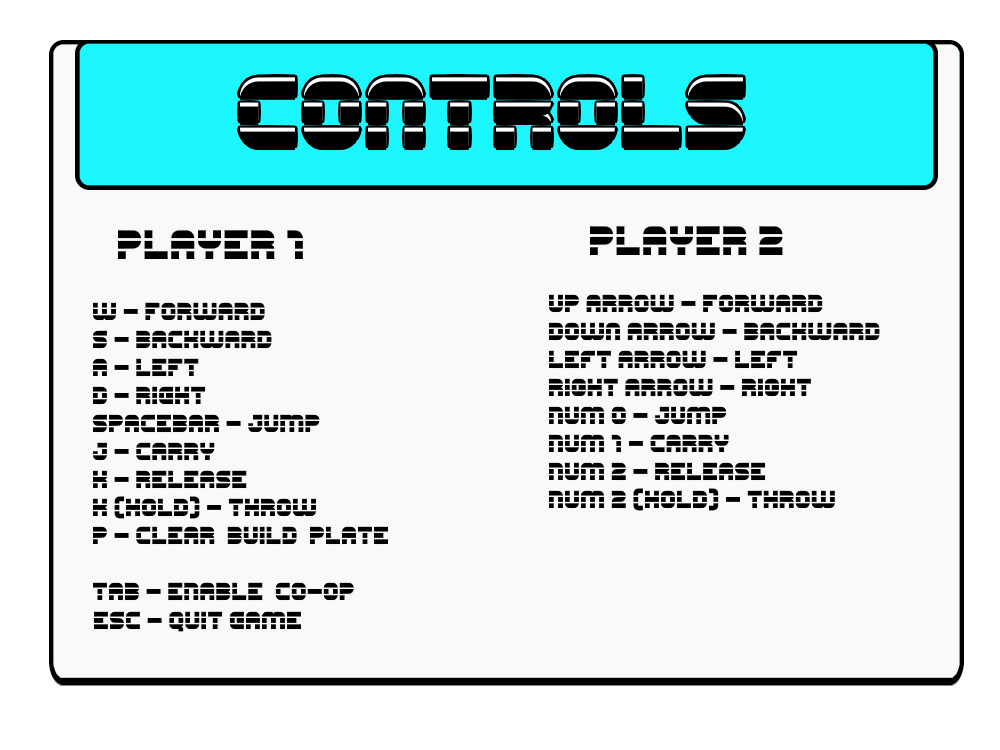 CONTROLS
PLAYER 1
W - FORWARD
S - BACKWARD
A - LEFT
D - RIGHT
SPACEBAR - JUMP
J - CARRY
K - RELEASE
K (HOLD) - THROW
P - CLEAR BUILD PLATE
TAB - ENABLE CO-OP
ESC - QUIT GAME
PLAYER 2
UP ARROW - FORWARD
DOWN ARROW - BACKWARD
LEFT ARROW - LEFT
RIGHT ARROW - RIGHT
NUM 0 - JUMP
NUM 1 - CARRY
NUM 2 - RELEASE
NUM 2 (HOLD) - THROW